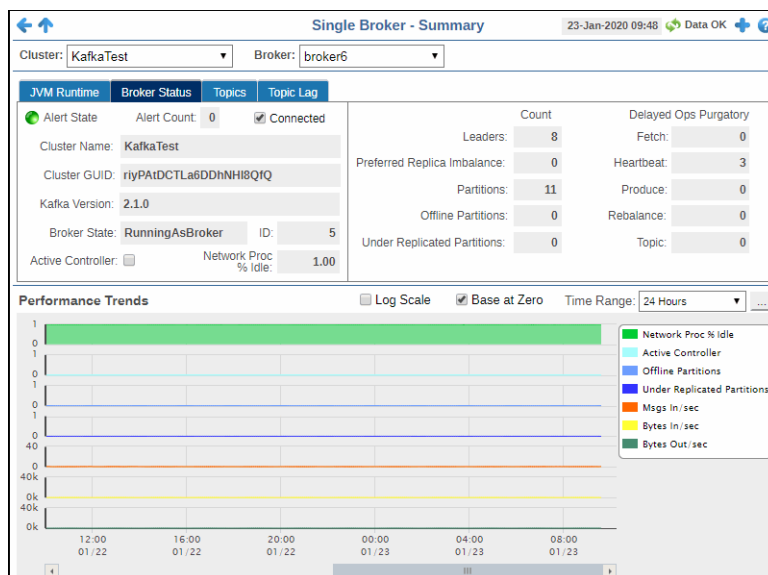 Single Broker - Summary
23-Jan-2020 09:48 Data OK
Cluster: KafkaTest Broker: broker6
JVM Runtime Broker Status Topics Topic Lag
Alert State Alert Count: 0 Connected
Cluster Name: KafkaTest
Cluster GUID: riyPAtDCTLa6DDhNHI8QfQ
Kafka Version: 2.1.0
Broker State: RunningAsBroker ID: 5
Active Controller: Network Proc % Idle: 1.00
Count Delayed Ops Purgatory
Leaders: 8 Fetch: 0
Preferred Replica Imbalance: 0 Heartbeat: 3
Partitions: 11 Produce: 0
Offline Partitions: 0 Rebalance: 0
Under Replicated Partitions: 0 Topic: 0
Performance Trends Log Scale Base at Zero Time Range: 24 Hours ...
1
0
1
0
1
0
1
0
40
0
40k
0k
40k
0k
12:00 16:00 20:00 00:00 04:00 08:00
01/22 01/22 01/22 01/23 01/23 01/23
Network Proc % Idle
Active Controller
Offline Partitions
Under Replicated Partitions
Msgs In/sec
Bytes In/sec
Bytes Out/sec